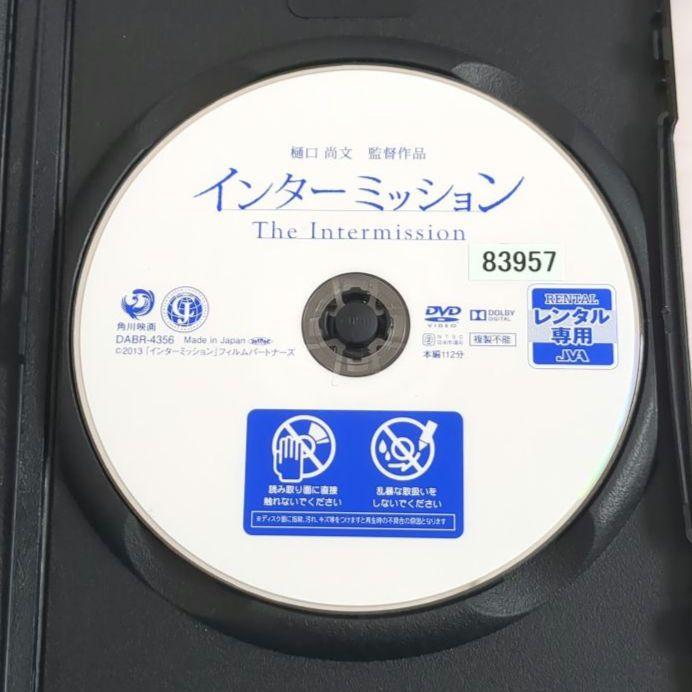 樋口 尚文 監督作品
インターミッション
The Intermission
83957
角川映画
DABR-4356 Made in Japan
©2013「インターミッション」フィルムパートナーズ
DVD
VIDEO
DOLBY
DIGITAL
2 NTSC
日本市場向
複製不能
本編112分
RENTAL
レンタル
専用
JVA
読み取り面に直接
触れないでください
乱暴な取扱いを
しないでください
※ディスク面に指紋、汚れ、キズ等をつけますと再生時の不具合の原因となります